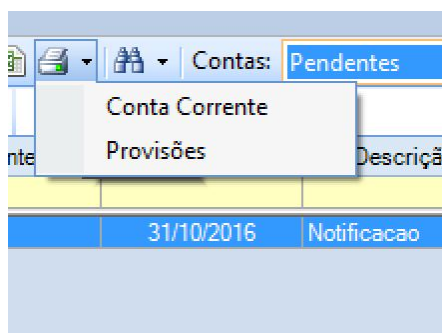 Contas: Pendentes
Conta Corrente
Provisões
nte Descriçã
31/10/2016 Notificacao